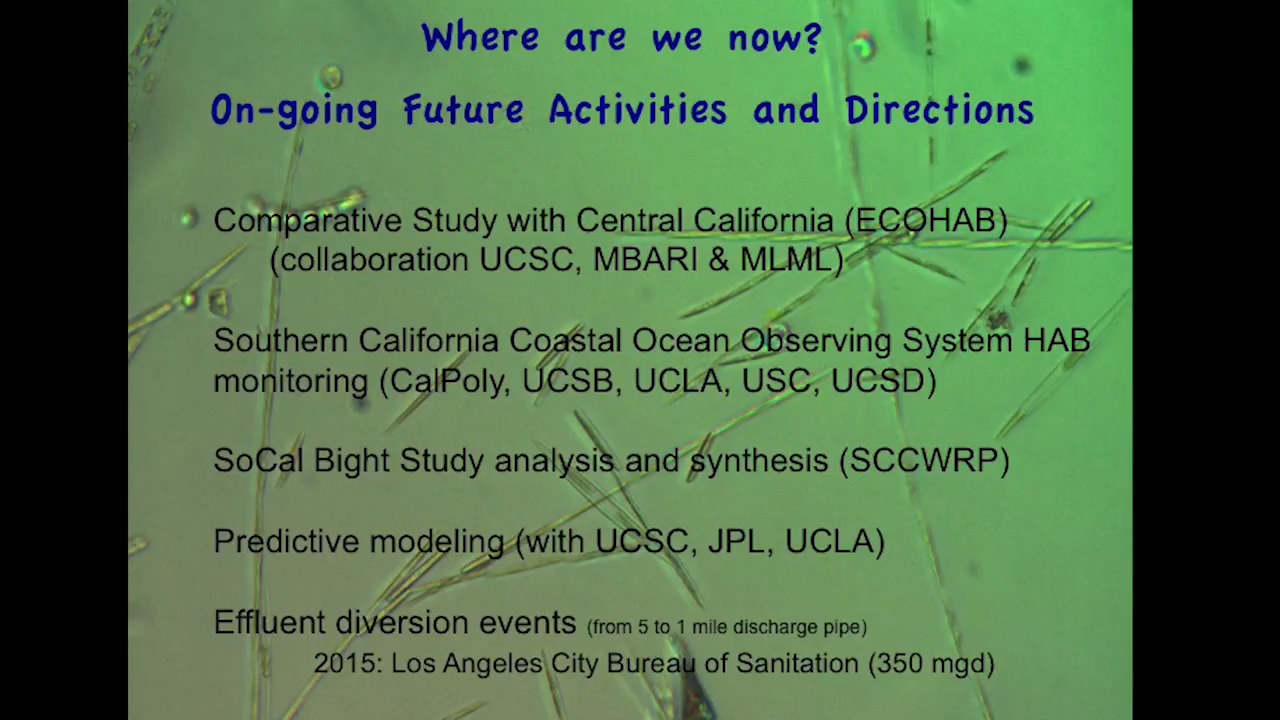 Where are we now?
On-going Future Activities and Directions
Comparative Study with Central California (ECOHAB)
(collaboration UCSC, MBARI & MLML)
Southern California Coastal Ocean Observing System HAB
monitoring (CalPoly, UCSB, UCLA, USC, UCSD)
SoCal Bight Study analysis and synthesis (SCCWRP)
Predictive modeling (with UCSC, JPL, UCLA)
Effluent diversion events (from 5 to 1 mile discharge pipe)
2015: Los Angeles City Bureau of Sanitation (350 mgd)